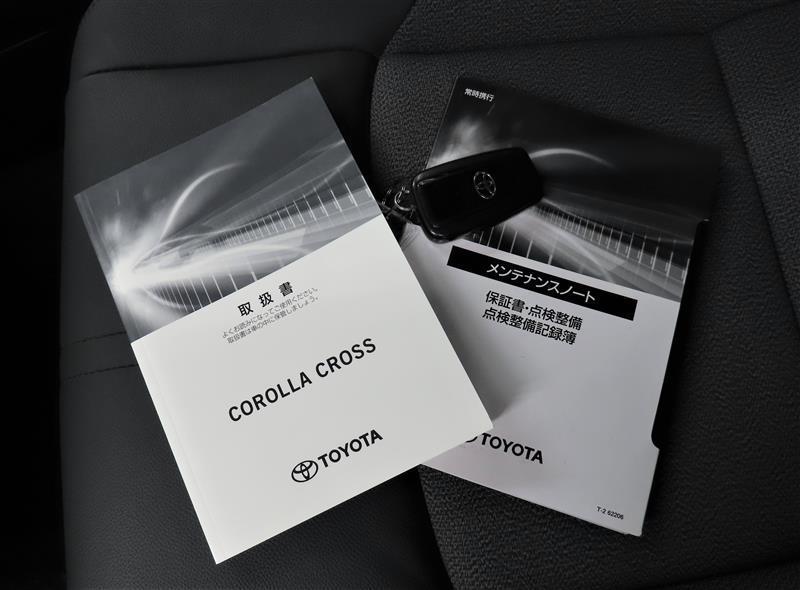 取扱書
よくお読みになってご使用ください。
取扱書は車の中に保管しましょう。
COROLLA CROSS
TOYOTA
常時携行
メンテナンスノート
保証書・点検整備
点検整備記録簿
TOYOTA
T-2 62206